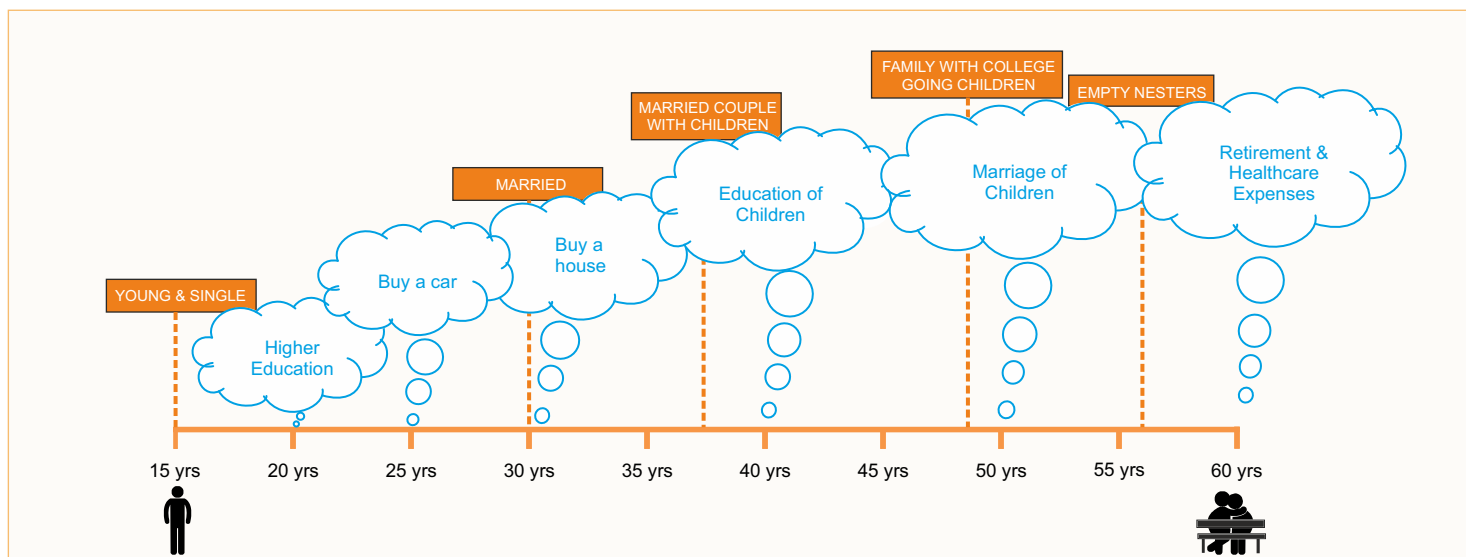 FAMILY WITH COLLEGE
GOING CHILDREN
EMPTY NESTERS
MARRIED COUPLE
WITH CHILDREN
MARRIED
YOUNG & SINGLE
Higher
Education
Buy a car
Buy a
house
Education of
Children
Marriage of
Children
Retirement &
Healthcare
Expenses
15 yrs
20 yrs
25 yrs
30 yrs
35 yrs
40 yrs
45 yrs
50 yrs
55 yrs
60 yrs